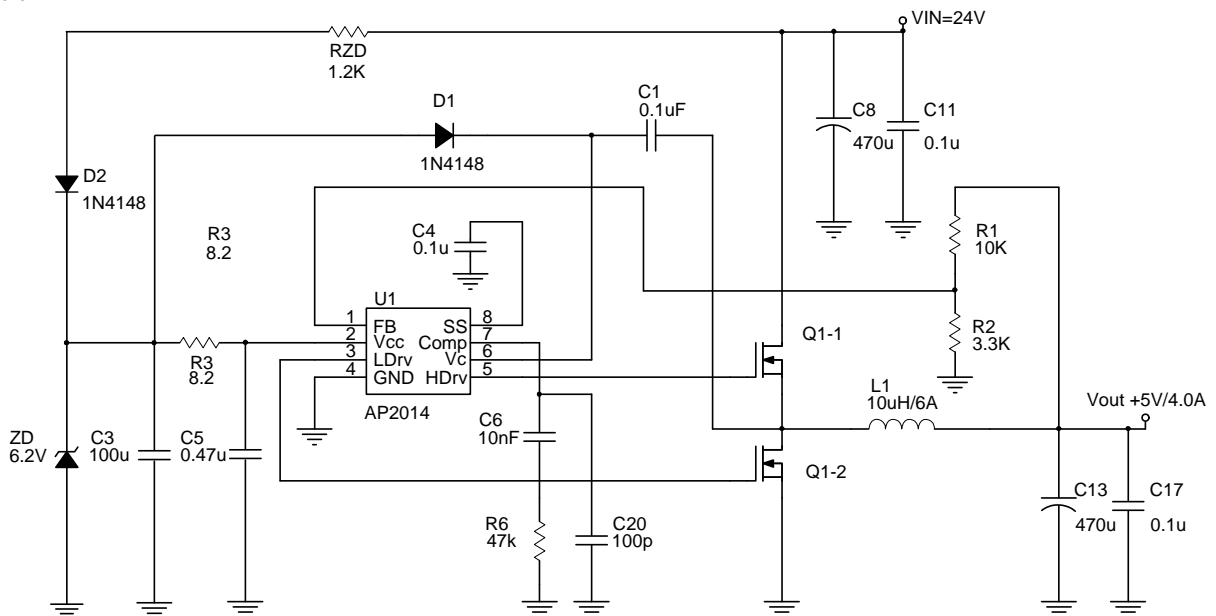 VIN=24V
RZD
1.2K
D1
1N4148
C1
0.1uF
C8
470u
C11
0.1u
D2
1N4148
R3
8.2
C4
0.1u
R1
10K
U1
1 FB SS 8
2 Vcc Comp 7
3 LDrv Vc 6
4 GND HDrv 5
AP2014
R3
8.2
Q1-1
R2
3.3K
L1
10uH/6A
Vout +5V/4.0A
ZD
6.2V
C3
100u
C5
0.47u
C6
10nF
Q1-2
R6
47k
C20
100p
C13
470u
C17
0.1u